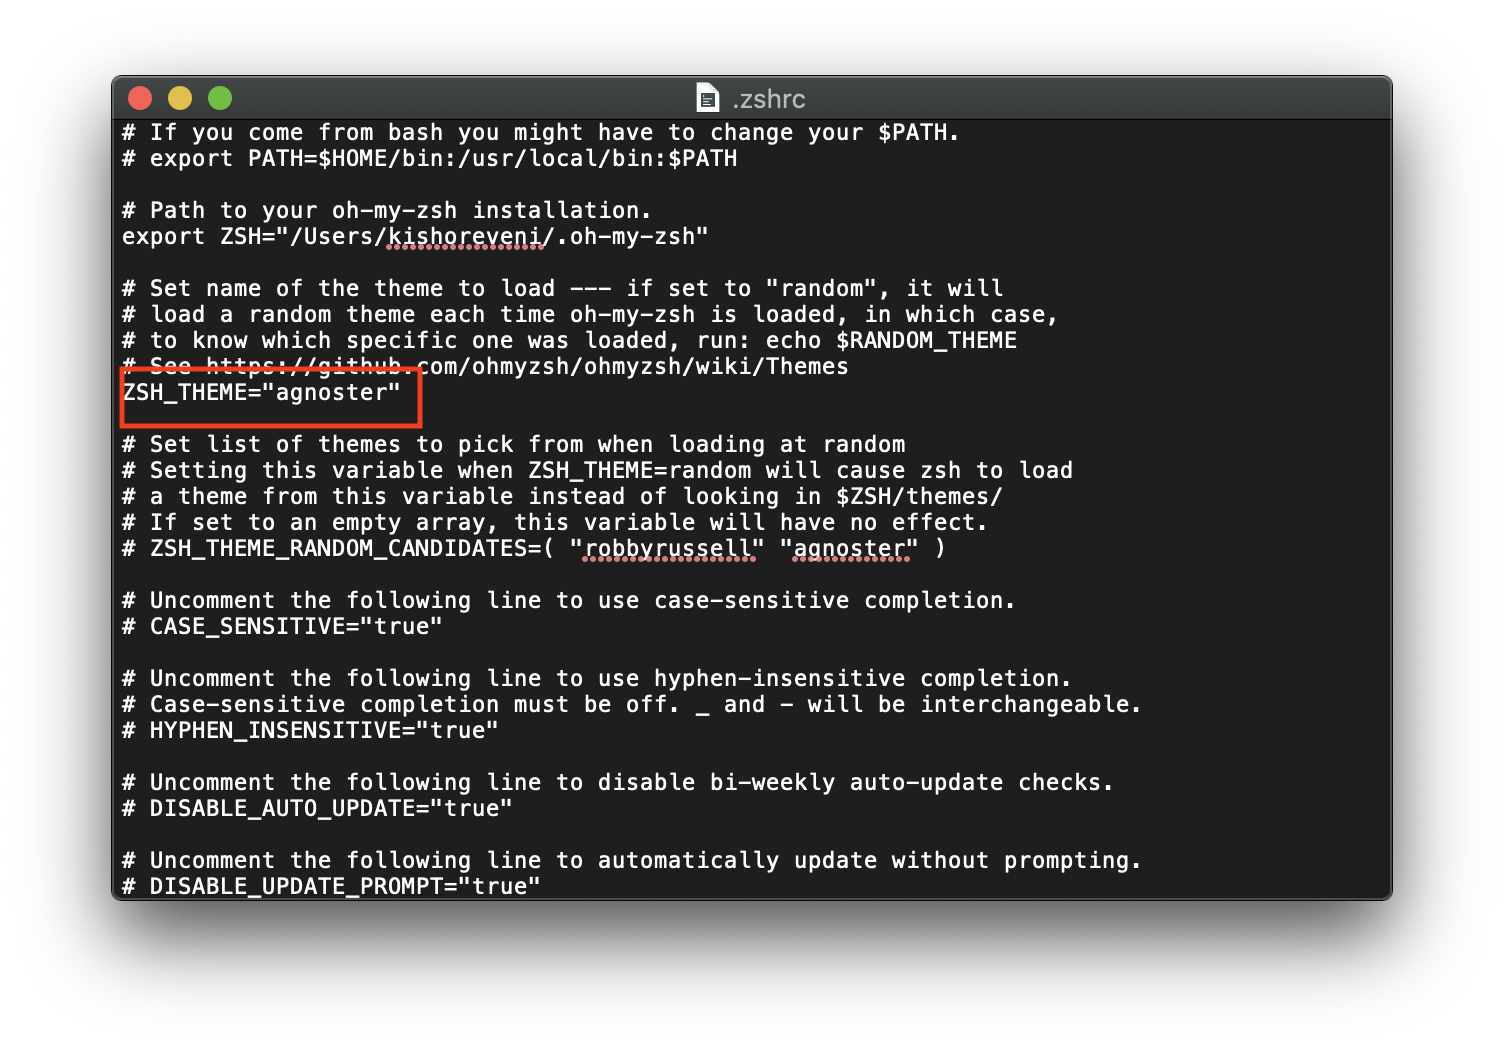 .zshrc
# If you come from bash you might have to change your $PATH.
# export PATH=$HOME/bin:/usr/local/bin:$PATH
# Path to your oh-my-zsh installation.
export ZSH="/Users/kishoreveni/.oh-my-zsh"
# Set name of the theme to load --- if set to "random", it will
# load a random theme each time oh-my-zsh is loaded, in which case,
# to know which specific one was loaded, run: echo $RANDOM_THEME
# See https://github.com/ohmyzsh/ohmyzsh/wiki/Themes
ZSH_THEME="agnoster"
# Set list of themes to pick from when loading at random
# Setting this variable when ZSH_THEME=random will cause zsh to load
# a theme from this variable instead of looking in $ZSH/themes/
# If set to an empty array, this variable will have no effect.
# ZSH_THEME_RANDOM_CANDIDATES=( "robbyrussell" "agnoster" )
# Uncomment the following line to use case-sensitive completion.
# CASE_SENSITIVE="true"
# Uncomment the following line to use hyphen-insensitive completion.
# Case-sensitive completion must be off. _ and - will be interchangeable.
# HYPHEN_INSENSITIVE="true"
# Uncomment the following line to disable bi-weekly auto-update checks.
# DISABLE_AUTO_UPDATE="true"
# Uncomment the following line to automatically update without prompting.
# DISABLE_UPDATE_PROMPT="true"